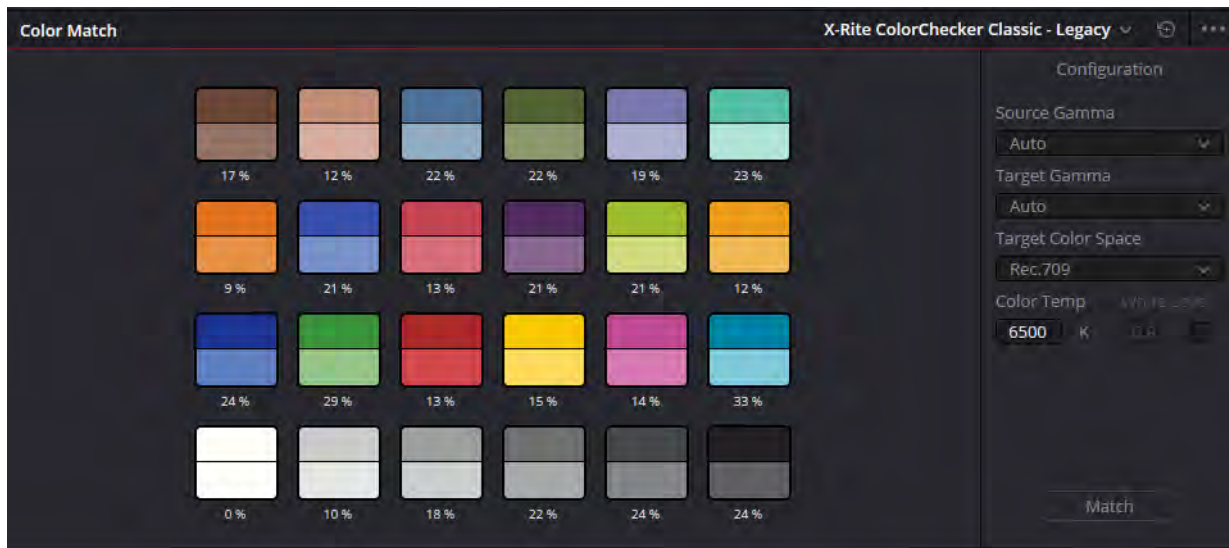 Color Match
X-Rite ColorChecker Classic - Legacy
Configuration
Source Gamma
Auto
Target Gamma
Auto
Target Color Space
Rec.709
Color Temp White Level
6500 K
Match
17 % 12 % 22 % 22 % 19 % 23 %
9 % 21 % 13 % 21 % 21 % 12 %
24 % 29 % 13 % 15 % 14 % 33 %
0 % 10 % 18 % 22 % 24 % 24 %